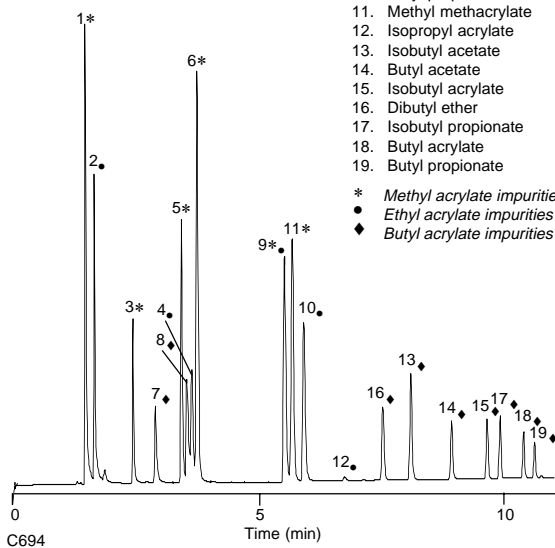 11. Methyl methacrylate
12. Isopropyl acrylate
13. Isobutyl acetate
14. Butyl acetate
15. Isobutyl acrylate
16. Dibutyl ether
17. Isobutyl propionate
18. Butyl acrylate
19. Butyl propionate
* Methyl acrylate impurities
● Ethyl acrylate impurities
♦ Butyl acrylate impurities
1*
2●
3*
4●
8♦
7♦
5*
6*
9*●
11*
10●
12●
16♦
13♦
14♦
15♦
17♦
18♦
19♦
0
5
10
Time (min)
C694